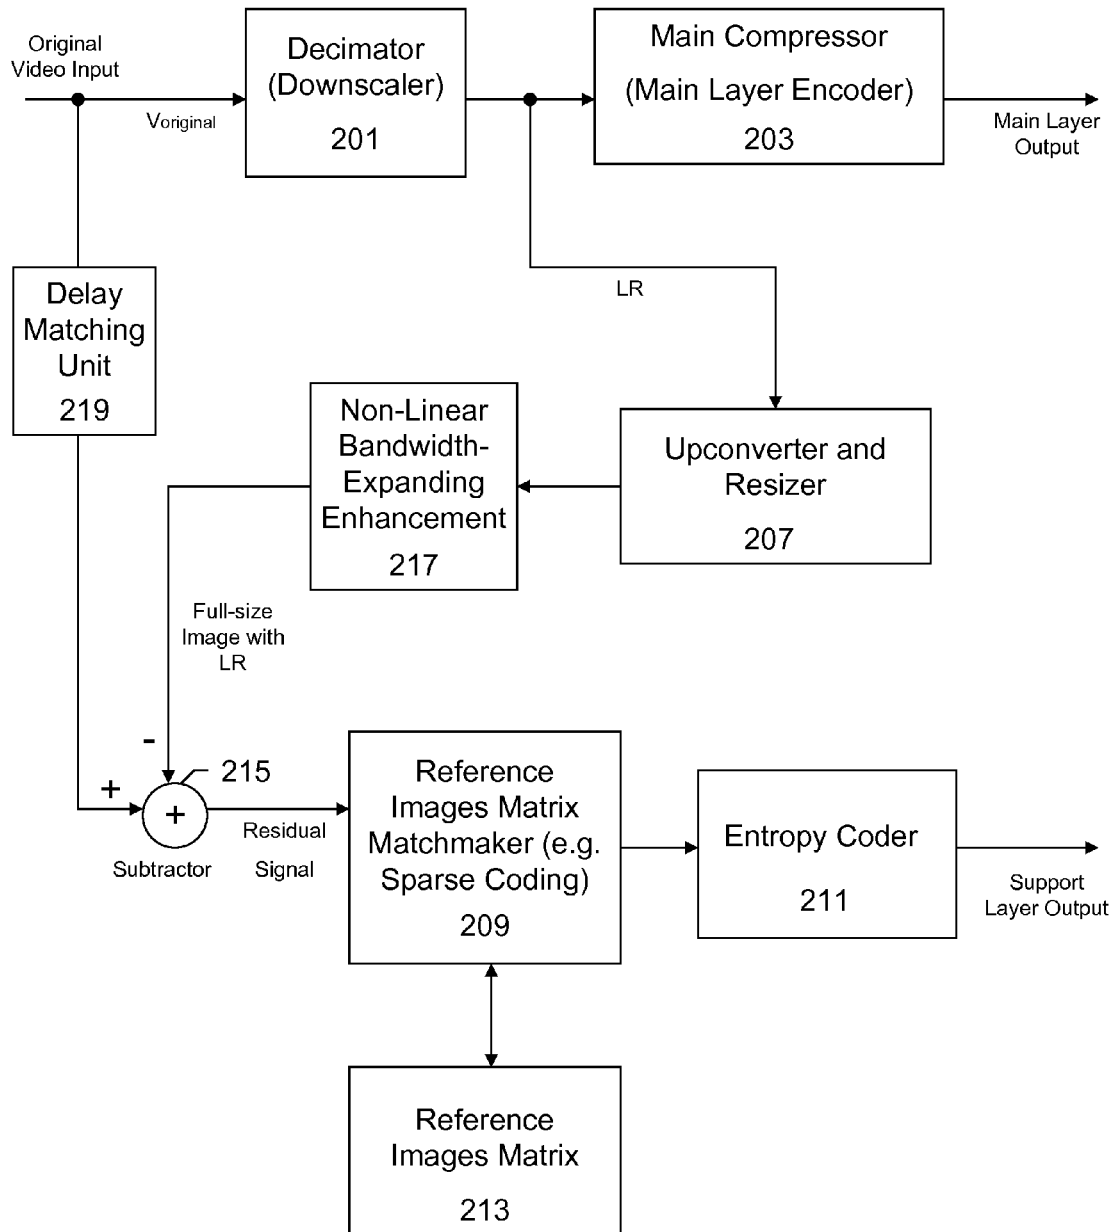 Original
Video Input
Voriginal
Decimator
(Downscaler)
201
Main Compressor
(Main Layer Encoder)
203
Main Layer
Output
LR
Delay
Matching
Unit
219
Non-Linear
Bandwidth-
Expanding
Enhancement
217
Upconverter and
Resizer
207
Full-size
Image with
LR
-
+
215
+
Subtractor
Residual
Signal
Reference
Images Matrix
Matchmaker (e.g.
Sparse Coding)
209
Entropy Coder
211
Support
Layer Output
Reference
Images Matrix
213